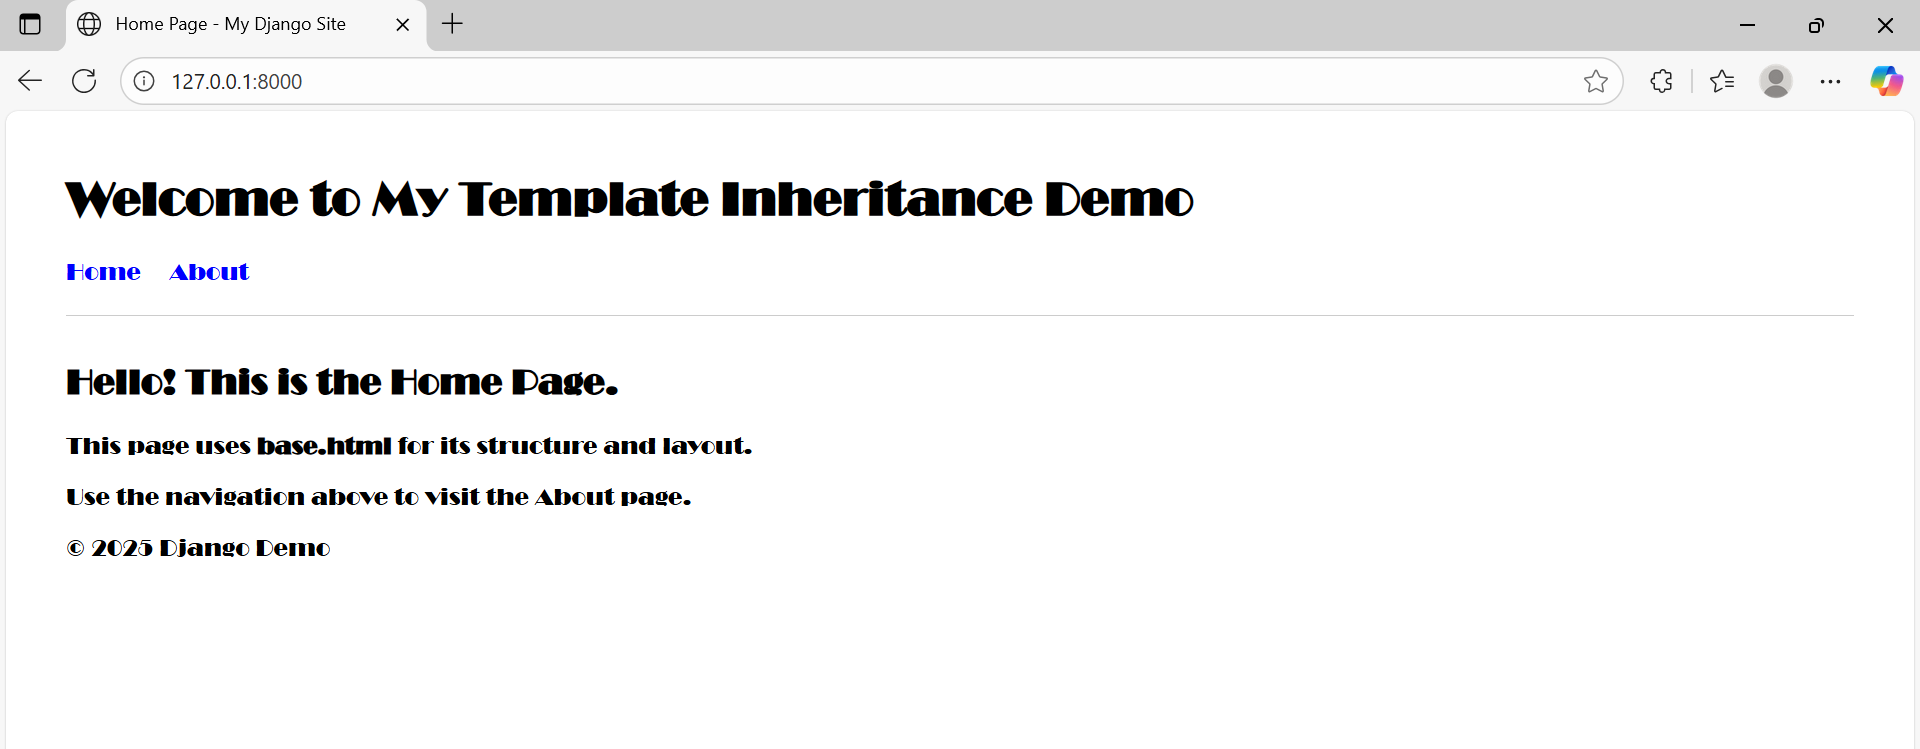 Home Page - My Django Site
127.0.0.1:8000
Welcome to My Template Inheritance Demo
Home About
Hello! This is the Home Page.
This page uses base.html for its structure and layout.
Use the navigation above to visit the About page.
© 2025 Django Demo